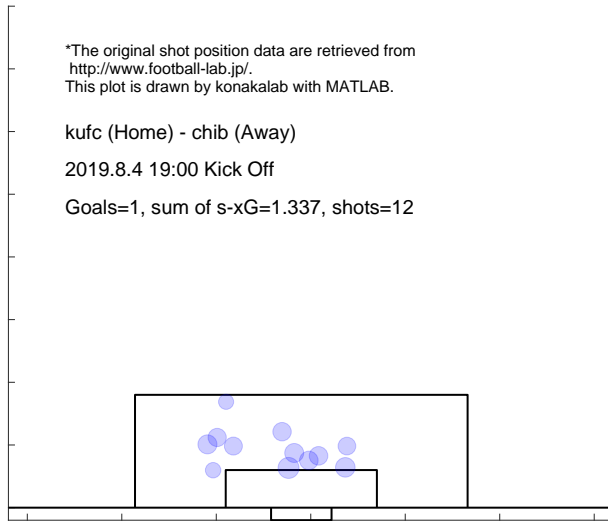 *The original shot position data are retrieved from
http://www.football-lab.jp/.
This plot is drawn by konakalab with MATLAB.
kufc (Home) - chib (Away)
2019.8.4 19:00 Kick Off
Goals=1, sum of s-xG=1.337, shots=12